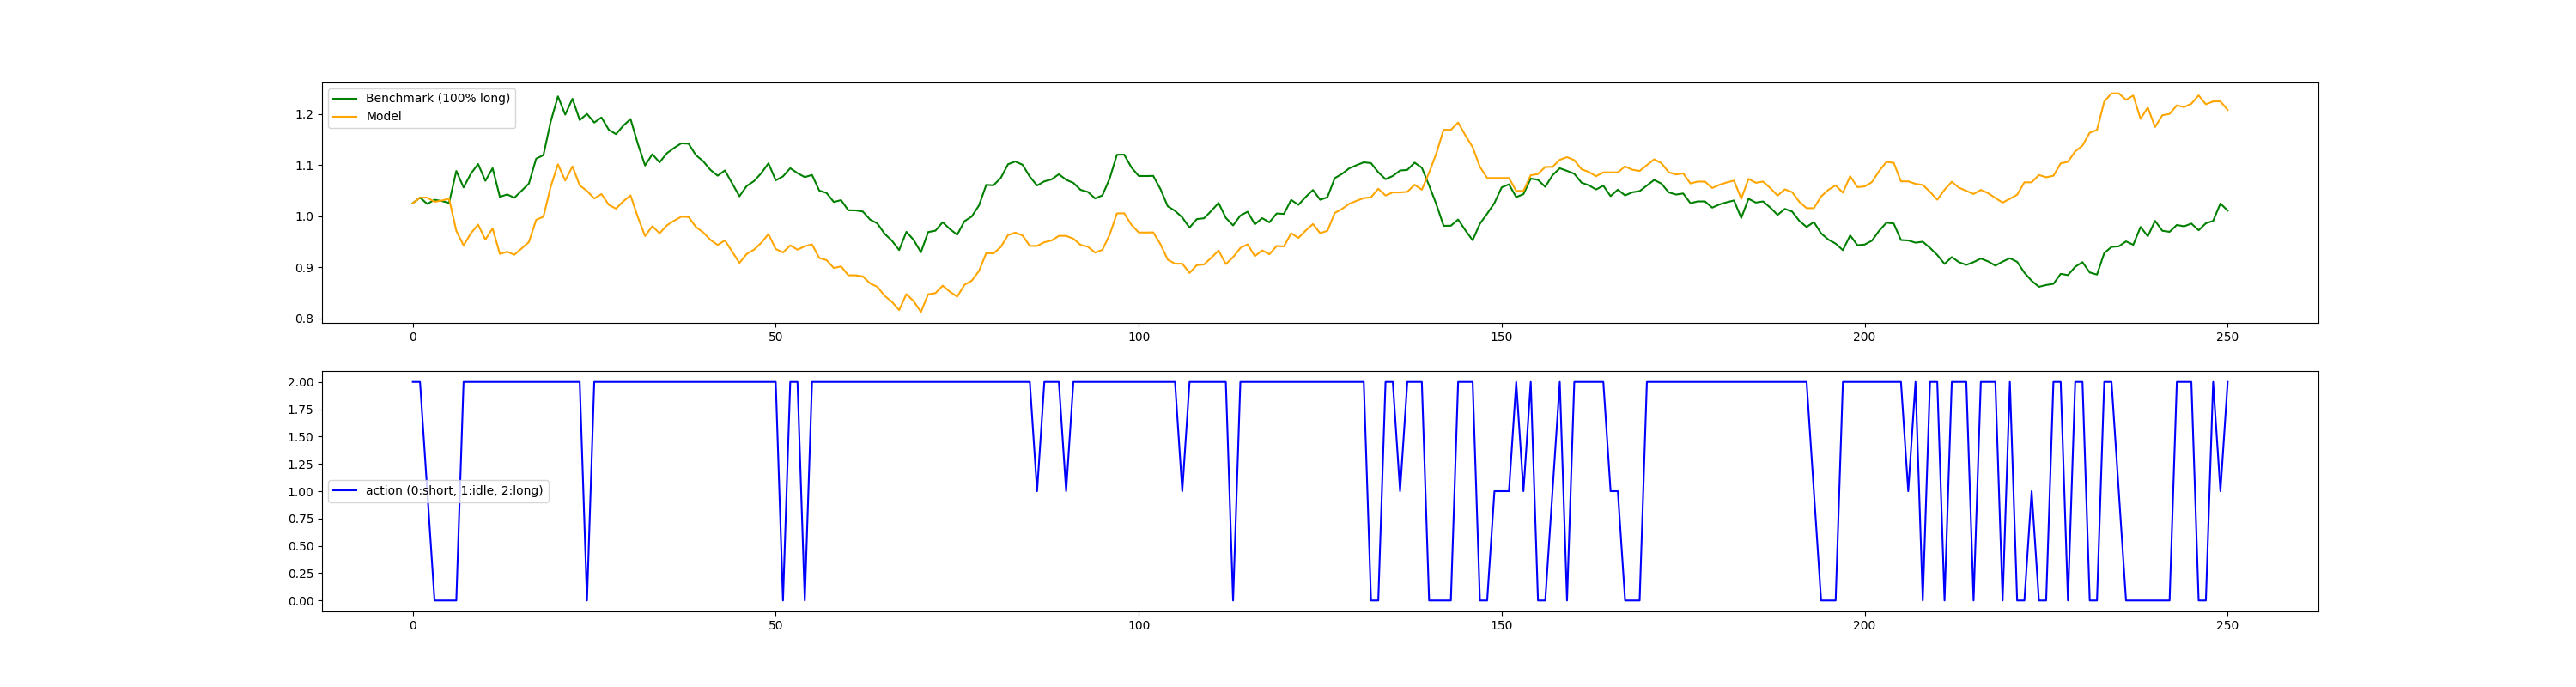 Benchmark (100% long)
Model
1.2
1.1
1.0
0.9
0.8
0 50 100 150 200 250
2.00
1.75
1.50
1.25
1.00
0.75
0.50
0.25
0.00
action (0:short, 1:idle, 2:long)
0 50 100 150 200 250